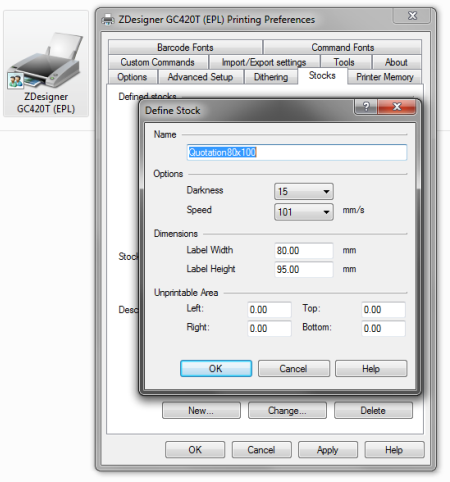 ZDesigner GC420T (EPL) Printing Preferences
ZDesigner
GC420T (EPL)
Barcode Fonts
Command Fonts
Custom Commands
Import/Export settings
Tools
About
Options
Advanced Setup
Dithering
Stocks
Printer Memory
Defined stocks
Define Stock
Name
Quotation80x100
Options
Darkness
15
Speed
101
mm/s
Dimensions
Label Width
80.00
mm
Label Height
95.00
mm
Unprintable Area
Left:
0.00
Top:
0.00
Right:
0.00
Bottom:
0.00
OK
Cancel
Help
Stock
Desc
New...
Change...
Delete
OK
Cancel
Apply
Help